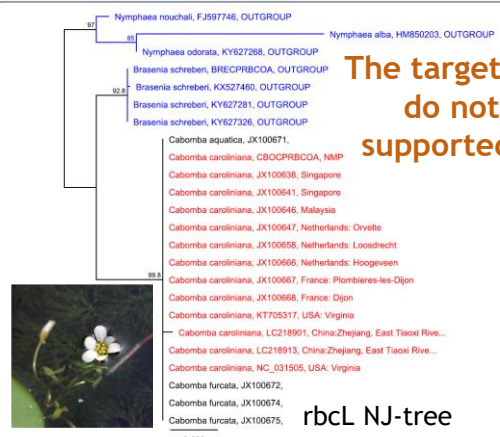 97
Nymphaea nouchali, FJ597746, OUTGROUP
85
Nymphaea alba, HM850203, OUTGROUP
Nymphaea odorata, KY627268, OUTGROUP
Brasenia schreberi, BRECPRBCOA, OUTGROUP
92.8
Brasenia schreberi, KX527460, OUTGROUP
Brasenia schreberi, KY627281, OUTGROUP
Brasenia schreberi, KY627326, OUTGROUP
The target
do not
supported
Cabomba aquatica, JX100671,
Cabomba caroliniana, CBOCPRBCOA, NMP
Cabomba caroliniana, JX100638, Singapore
Cabomba caroliniana, JX100641, Singapore
Cabomba caroliniana, JX100646, Malaysia
Cabomba caroliniana, JX100647, Netherlands: Orvelte
Cabomba caroliniana, JX100658, Netherlands: Loosdrecht
Cabomba caroliniana, JX100666, Netherlands: Hoogeveen
99.8
Cabomba caroliniana, JX100667, France: Plombieres-les-Dijon
Cabomba caroliniana, JX100668, France: Dijon
Cabomba caroliniana, KT705317, USA: Virginia
Cabomba caroliniana, LC218901, China:Zhejiang, East Tiaoxi Rive...
Cabomba caroliniana, LC218913, China:Zhejiang, East Tiaoxi Rive...
Cabomba caroliniana, NC_031505, USA: Virginia
Cabomba furcata, JX100672,
Cabomba furcata, JX100674,
Cabomba furcata, JX100675,
rbcL NJ-tree